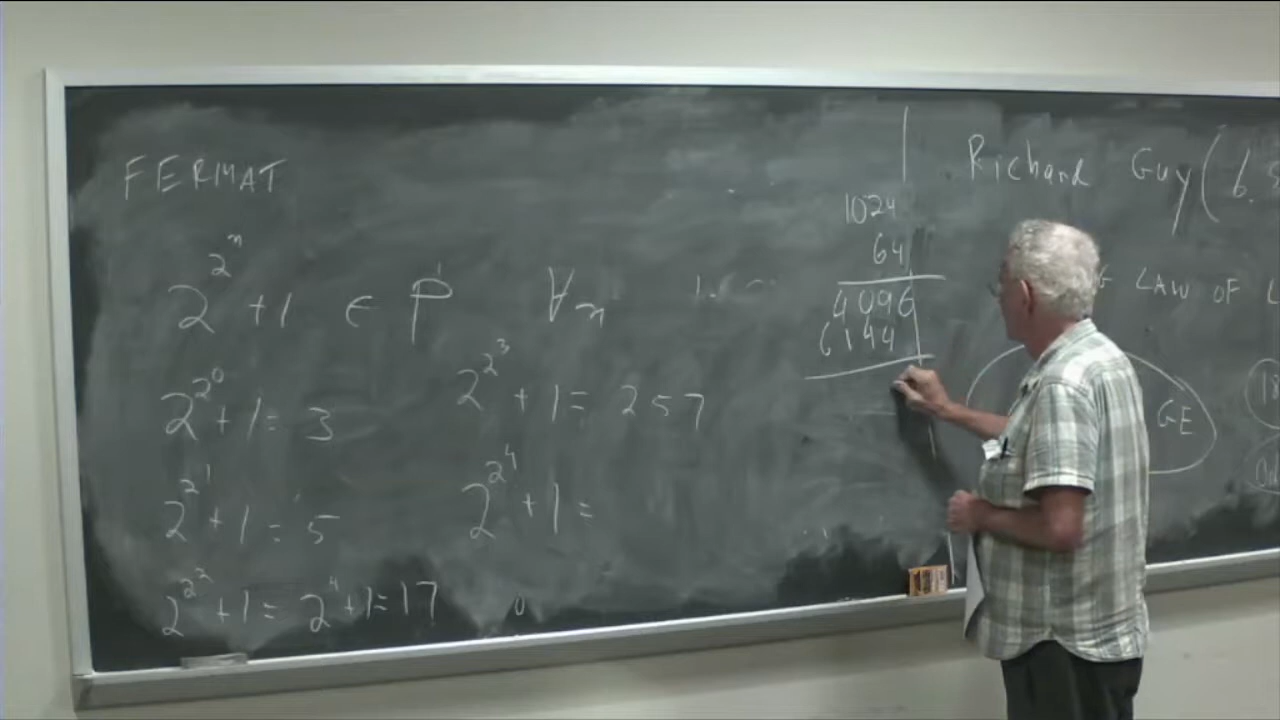 FERMAT
2^{2^n} + 1 ∈ P ∀n
2^{2^0} + 1 = 3
2^{2^1} + 1 = 5
2^{2^2} + 1 = 2^4 + 1 = 17
2^{2^3} + 1 = 257
2^{2^4} + 1 =
1024
64
4096
6144
Richard Guy (
LAW OF
GE